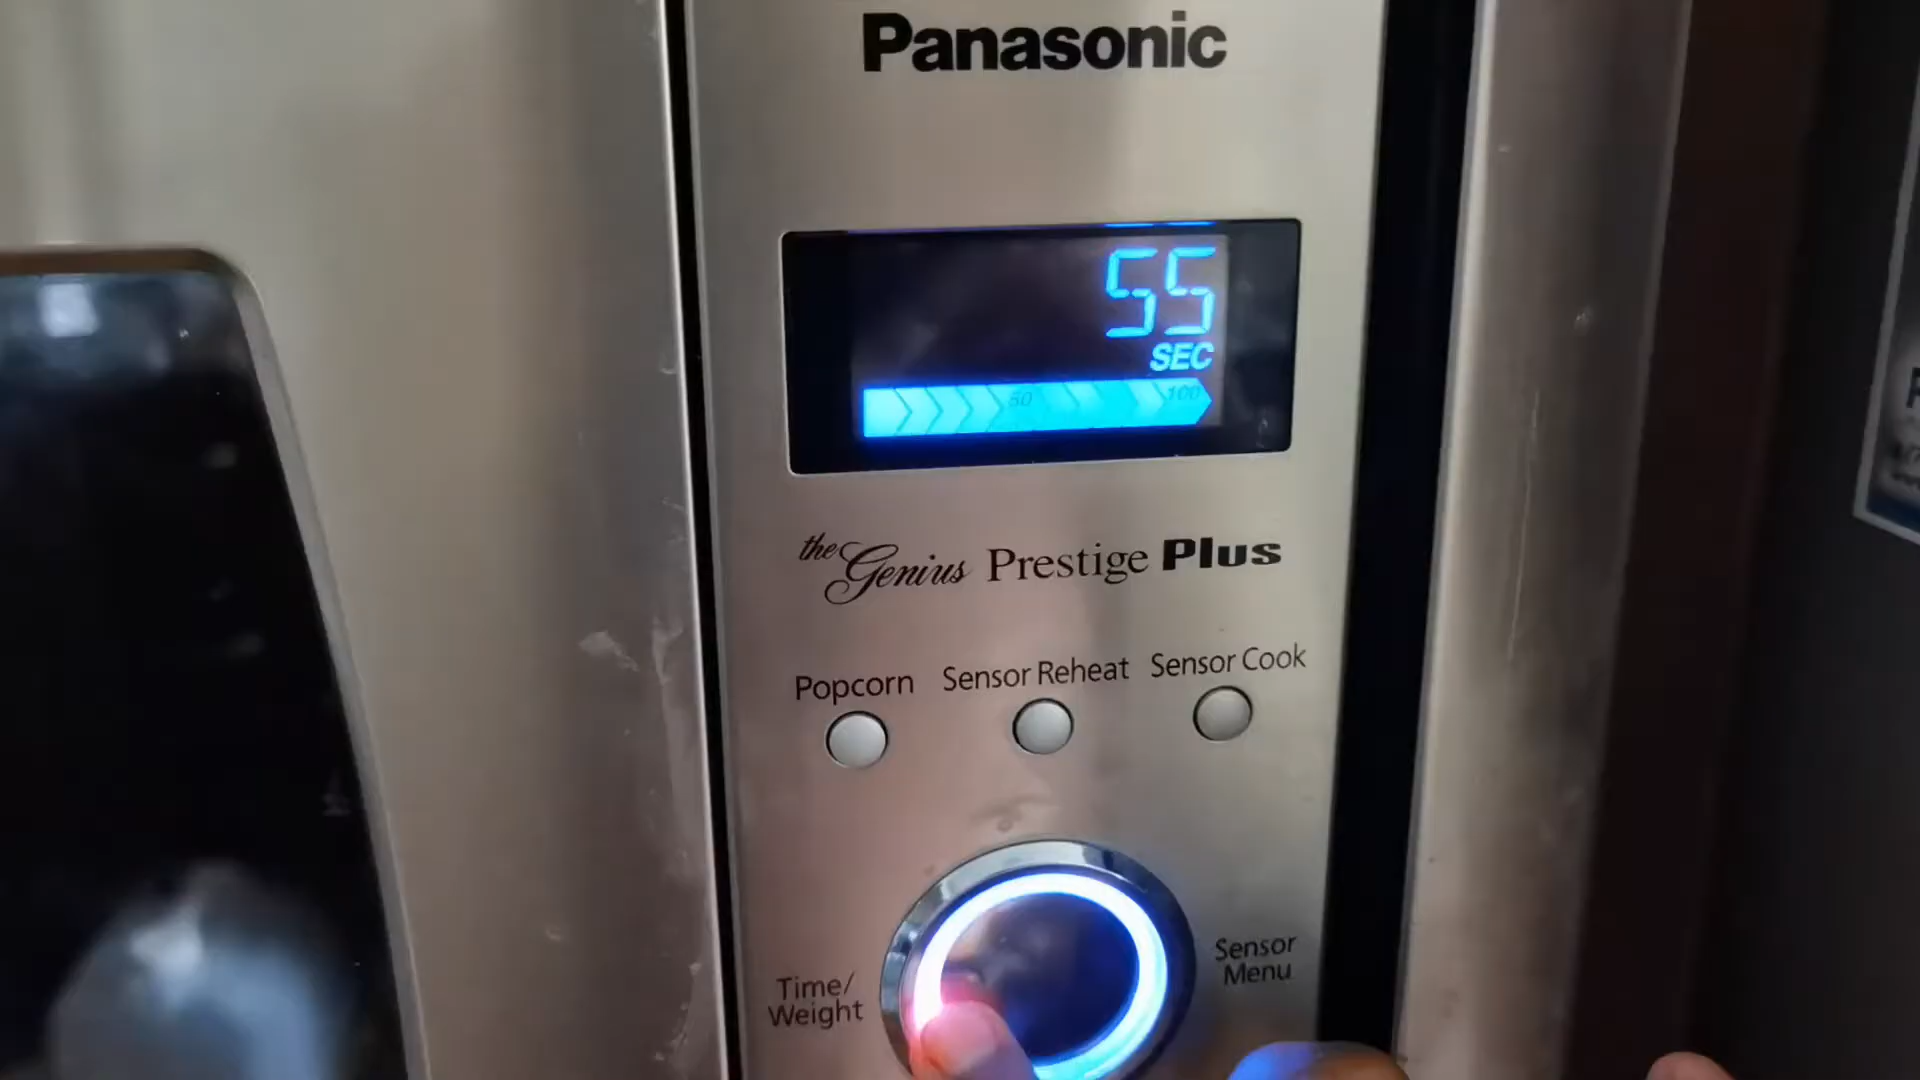 Panasonic
55
SEC
50 100
the Genius Prestige Plus
Popcorn Sensor Reheat Sensor Cook
Time/
Weight
Sensor
Menu